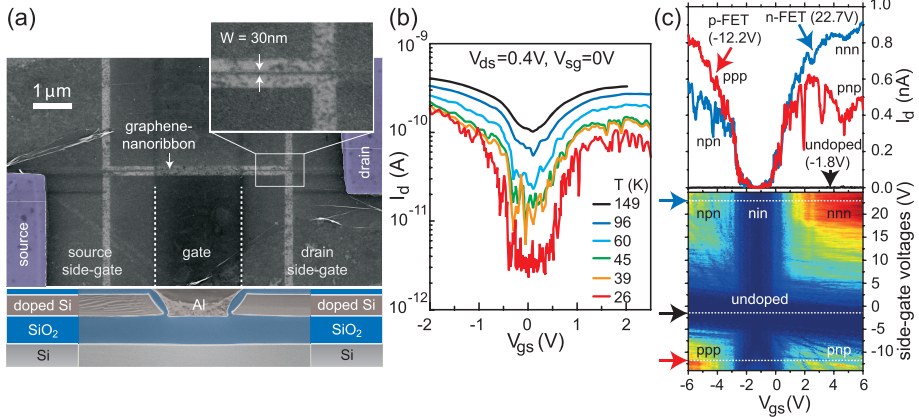 (a)
W = 30nm
1 μm
graphene-
nanoribbon
drain
source
source
side-gate
gate
drain
side-gate
doped Si
Al
doped Si
SiO2
SiO2
Si
Si
(b)
10-9
10-10
10-11
10-12
Id (A)
Vds=0.4V, Vsg=0V
T (K)
149
96
60
45
39
26
-2
-1
0
1
2
Vgs (V)
(c)
p-FET
(-12.2V)
n-FET (22.7V)
nnn
ppp
pnp
npn
undoped
(-1.8V)
1.0
0.8
0.6
0.4
0.2
0.0
Id (nA)
npn
nin
nnn
undoped
ppp
pnp
20
15
10
5
0
-5
-10
side-gate voltages (V)
-6
-4
-2
0
2
4
6
Vgs (V)